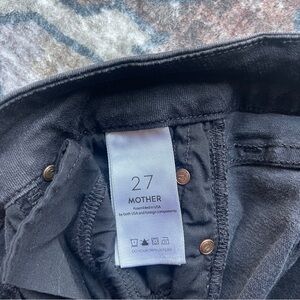 27
MOTHER
Assembled in USA
by both USA and foreign components